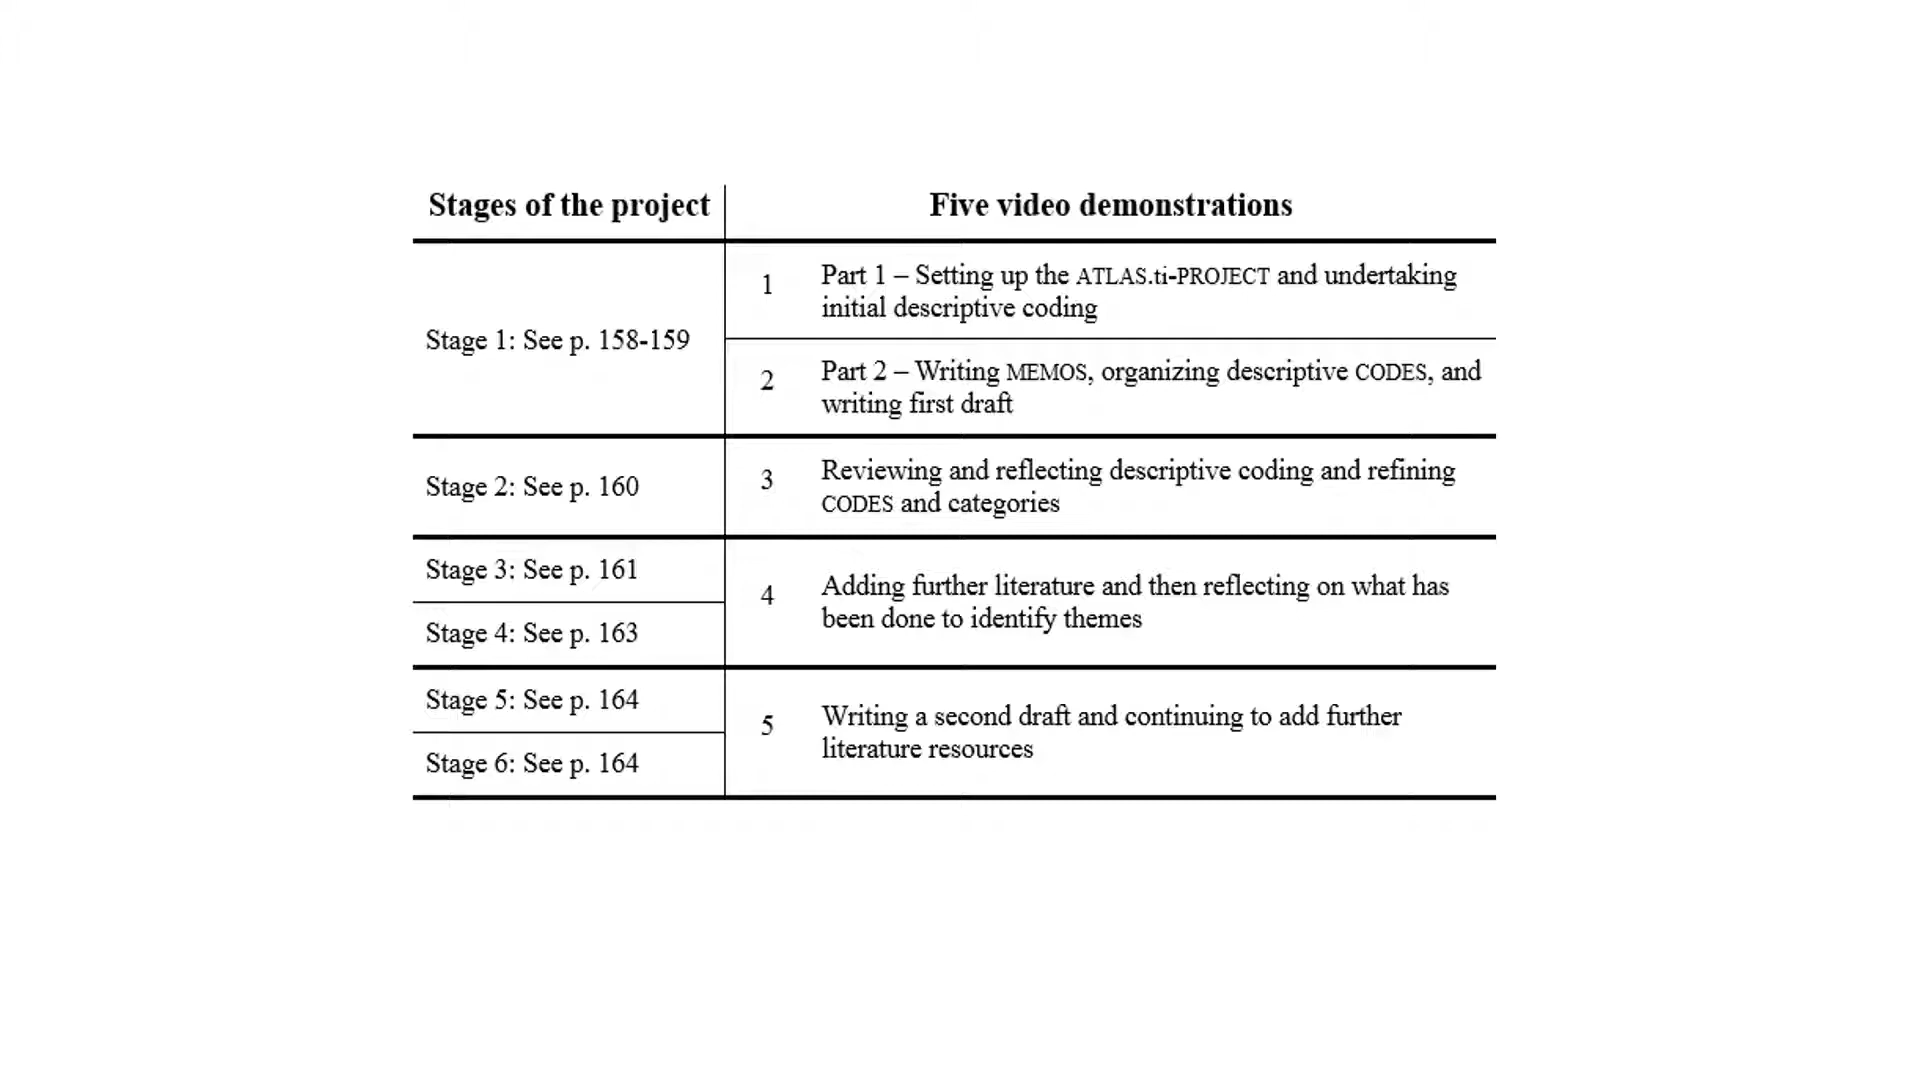 Stages of the project
Five video demonstrations
Stage 1: See p. 158-159
1
Part 1 – Setting up the ATLAS.ti-PROJECT and undertaking
initial descriptive coding
2
Part 2 – Writing MEMOS, organizing descriptive CODES, and
writing first draft
Stage 2: See p. 160
3
Reviewing and reflecting descriptive coding and refining
CODES and categories
Stage 3: See p. 161
Stage 4: See p. 163
4
Adding further literature and then reflecting on what has
been done to identify themes
Stage 5: See p. 164
Stage 6: See p. 164
5
Writing a second draft and continuing to add further
literature resources